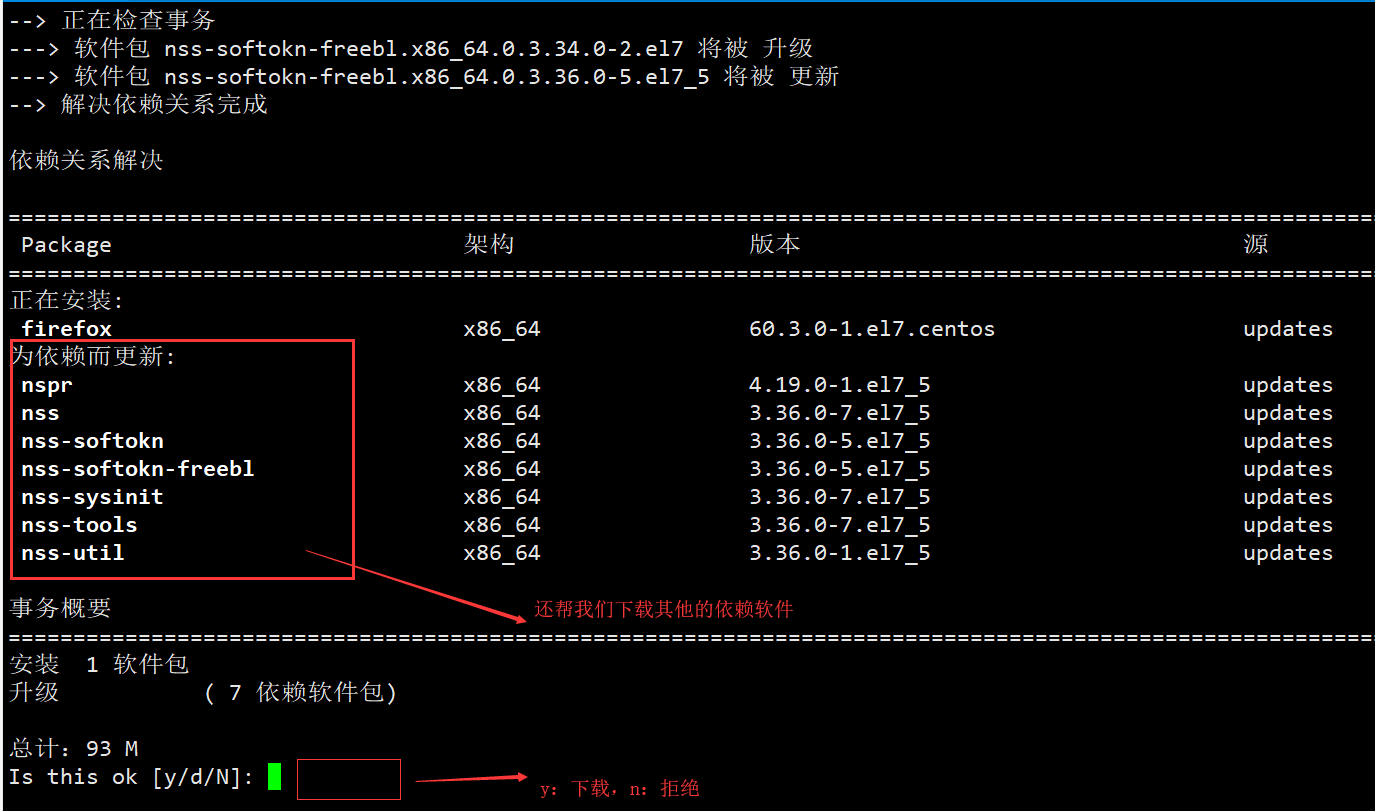 --> 正在检查事务
---> 软件包 nss-softokn-freebl.x86_64.0.3.34.0-2.el7 将被 升级
---> 软件包 nss-softokn-freebl.x86_64.0.3.36.0-5.el7_5 将被 更新
--> 解决依赖关系完成
依赖关系解决
================================================================================
Package 架构 版本 源
================================================================================
正在安装:
firefox x86_64 60.3.0-1.el7.centos updates
为依赖而更新:
nspr x86_64 4.19.0-1.el7_5 updates
nss x86_64 3.36.0-7.el7_5 updates
nss-softokn x86_64 3.36.0-5.el7_5 updates
nss-softokn-freebl x86_64 3.36.0-5.el7_5 updates
nss-sysinit x86_64 3.36.0-7.el7_5 updates
nss-tools x86_64 3.36.0-7.el7_5 updates
nss-util x86_64 3.36.0-1.el7_5 updates
事务概要
还帮我们下载其他的依赖软件
================================================================================
安装 1 软件包
升级 ( 7 依赖软件包)
总计：93 M
Is this ok [y/d/N]:
y：下载，n：拒绝